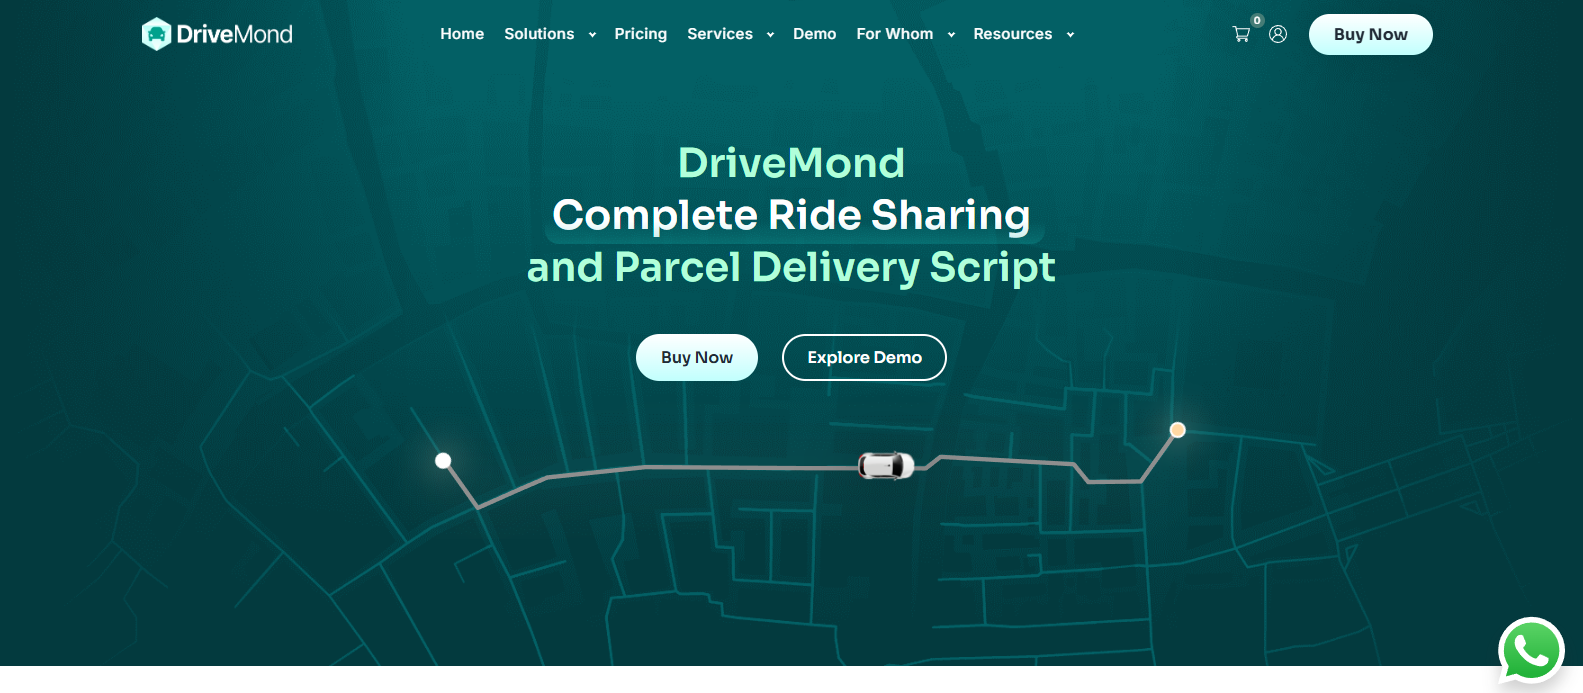 DriveMond
Home Solutions Pricing Services Demo For Whom Resources
0
Buy Now
DriveMond
Complete Ride Sharing
and Parcel Delivery Script
Buy Now Explore Demo